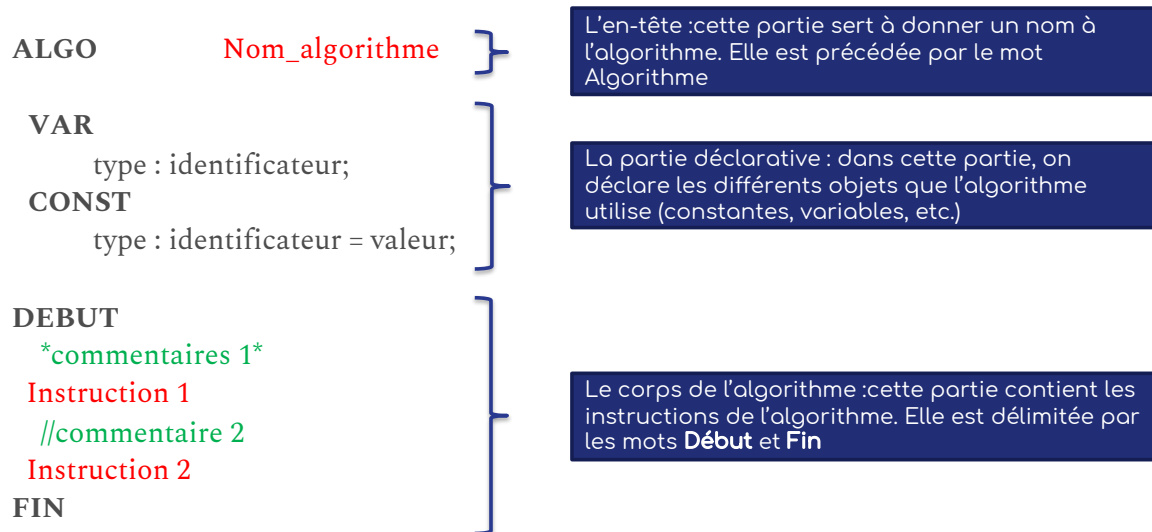 ALGO Nom_algorithme
L'en-tête :cette partie sert à donner un nom à
l'algorithme. Elle est précédée par le mot
Algorithme
VAR
type : identificateur;
CONST
type : identificateur = valeur;
La partie déclarative : dans cette partie, on
déclare les différents objets que l'algorithme
utilise (constantes, variables, etc.)
DEBUT
*commentaires 1*
Instruction 1
//commentaire 2
Instruction 2
FIN
Le corps de l'algorithme :cette partie contient les
instructions de l'algorithme. Elle est délimitée par
les mots Début et Fin